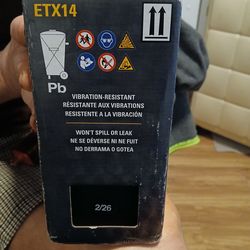 ETX14
Pb
VIBRATION-RESISTANT
RÉSISTANTE AUX VIBRATIONS
RESISTENTE A LA VIBRACIÓN
WON'T SPILL OR LEAK
NE SE DÉVERSE NI NE FUIT
NO DERRAMA O GOTEA
2/26